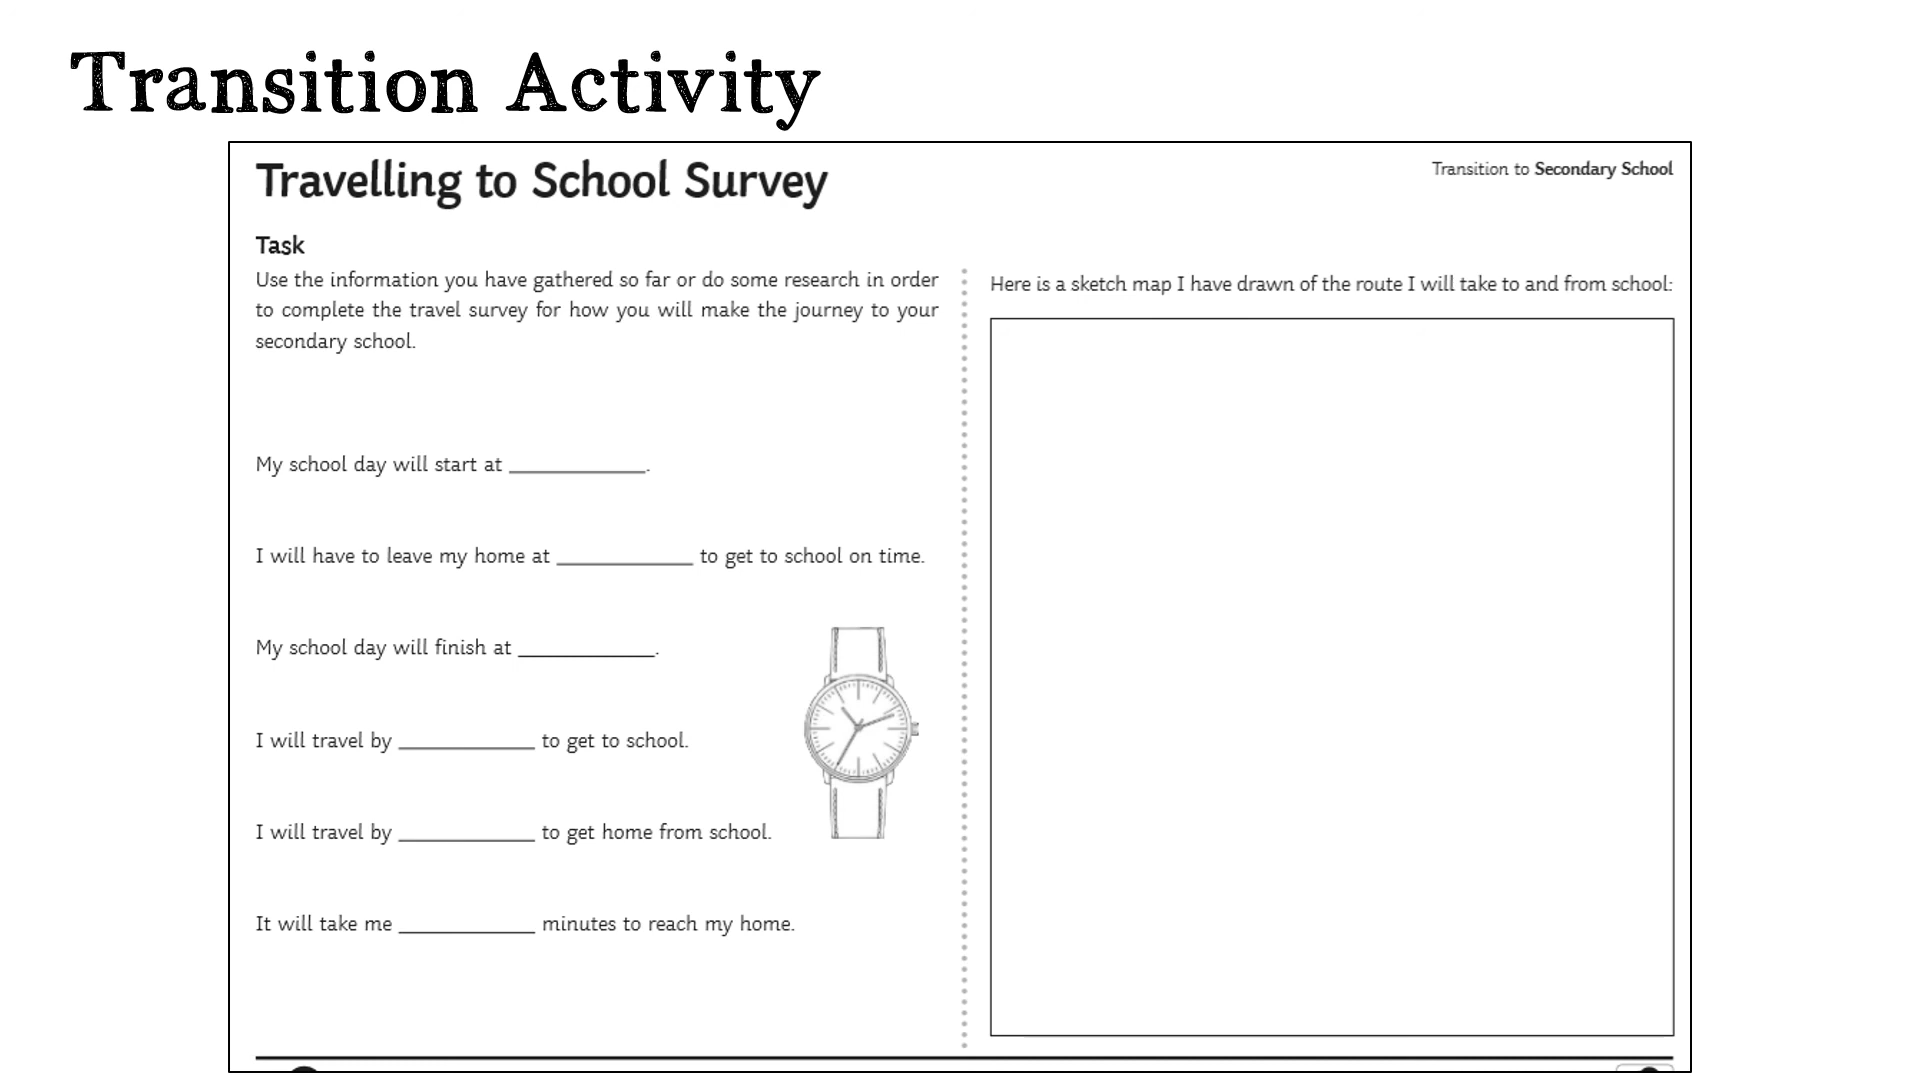 Transition Activity
Travelling to School Survey
Transition to Secondary School
Task
Use the information you have gathered so far or do some research in order
to complete the travel survey for how you will make the journey to your
secondary school.
My school day will start at ____________.
I will have to leave my home at ____________ to get to school on time.
My school day will finish at ____________.
I will travel by ____________ to get to school.
I will travel by ____________ to get home from school.
It will take me ____________ minutes to reach my home.
Here is a sketch map I have drawn of the route I will take to and from school: